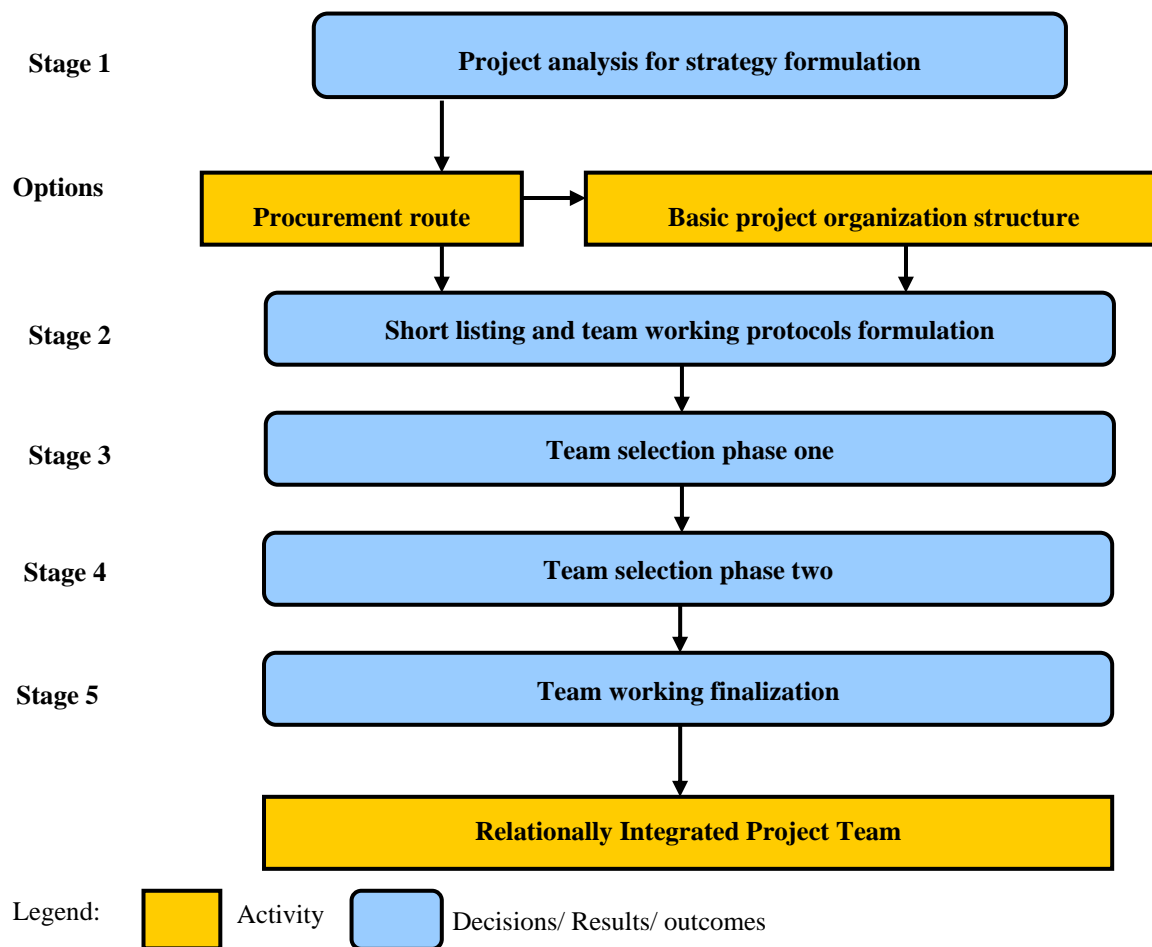 Stage 1
Project analysis for strategy formulation
Options
Procurement route
Basic project organization structure
Stage 2
Short listing and team working protocols formulation
Stage 3
Team selection phase one
Stage 4
Team selection phase two
Stage 5
Team working finalization
Relationally Integrated Project Team
Legend:
Activity
Decisions/ Results/ outcomes